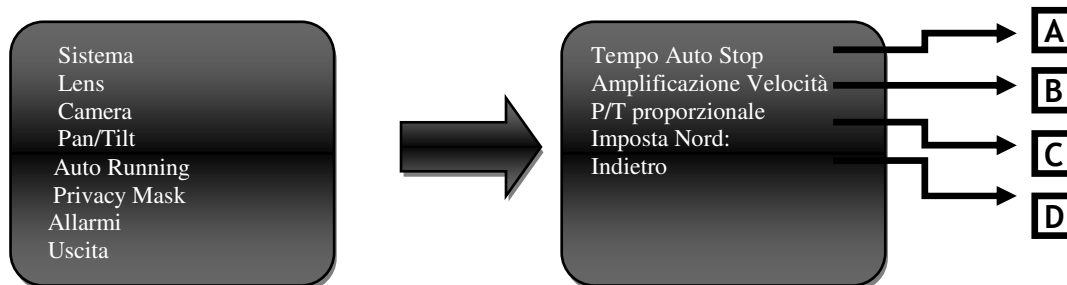 Sistema
Lens
Camera
Pan/Tilt
Auto Running
Privacy Mask
Allarmi
Uscita
Tempo Auto Stop
Amplificazione Velocità
P/T proporzionale
Imposta Nord:
Indietro
A
B
C
D